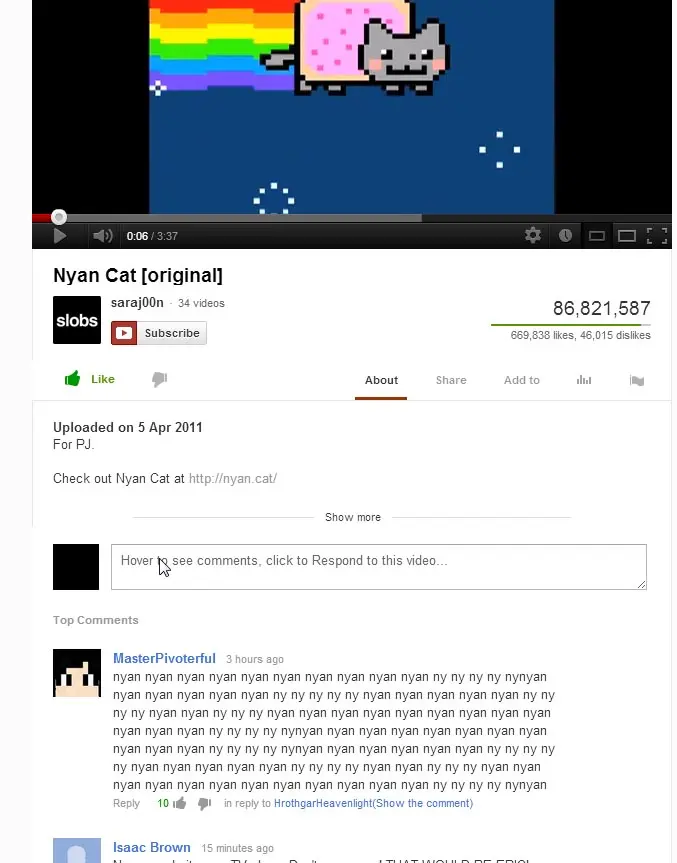 0:06 / 3:37
Nyan Cat [original]
slobs
saraj00n · 34 videos
Subscribe
86,821,587
669,838 likes, 46,015 dislikes
Like
About
Share
Add to
Uploaded on 5 Apr 2011
For PJ.
Check out Nyan Cat at http://nyan.cat/
Show more
Hover to see comments, click to Respond to this video...
Top Comments
MasterPivoterful 3 hours ago
nyan nyan nyan nyan nyan nyan nyan nyan nyan nyan ny ny ny ny nynyan
nyan nyan nyan nyan nyan ny ny ny ny ny nyan nyan nyan nyan nyan ny ny
ny ny nyan nyan nyan ny ny ny nyan nyan nyan nyan nyan nyan nyan nyan
nyan nyan nyan nyan ny ny ny ny nynyan nyan nyan nyan nyan nyan nyan
nyan nyan nyan ny ny ny ny nynyan nyan nyan nyan nyan nyan ny ny ny ny
ny nyan nyan nyan nyan nyan ny ny ny nyan nyan nyan ny ny ny nyan nyan
nyan nyan nyan nyan nyan nyan nyan nyan nyan nyan ny ny ny ny nynyan
Reply 10 in reply to HrothgarHeavenlight(Show the comment)
Isaac Brown 15 minutes ago